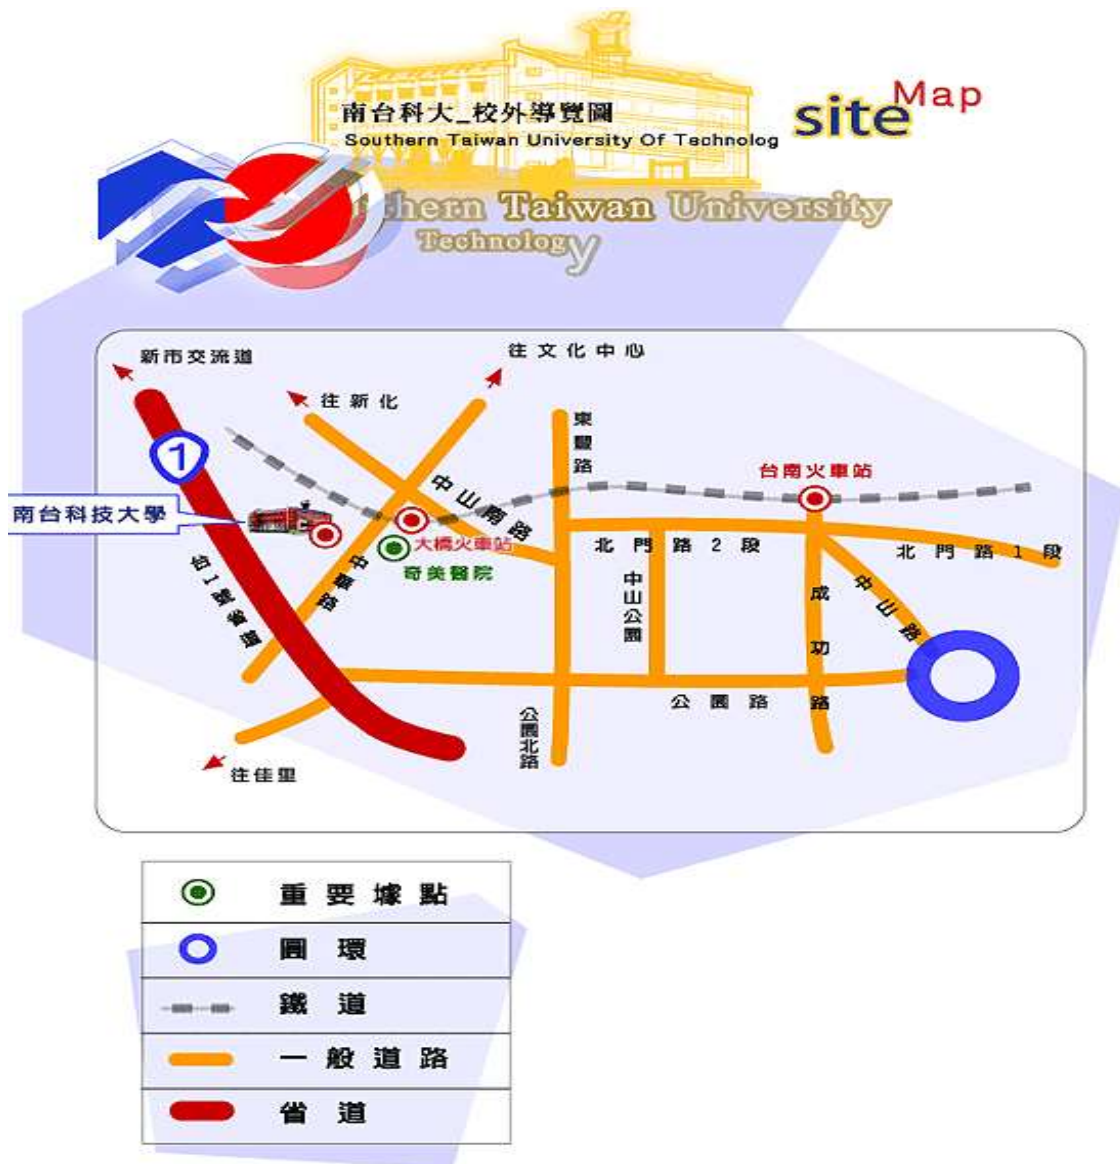 南台科大_校外導覽圖
Southern Taiwan University Of Technolog
site Map
thern Taiwan University
Technology
新市交流道
往文化中心
往新化
東豐路
1
中山南路
台南火車站
南台科技大學
大橋火車站
奇美醫院
中華路
北門路2段
北門路1段
台1號省道
中山公園
成功路
中山路
公園路
公園北路
往佳里
重要據點
圓環
鐵道
一般道路
省道